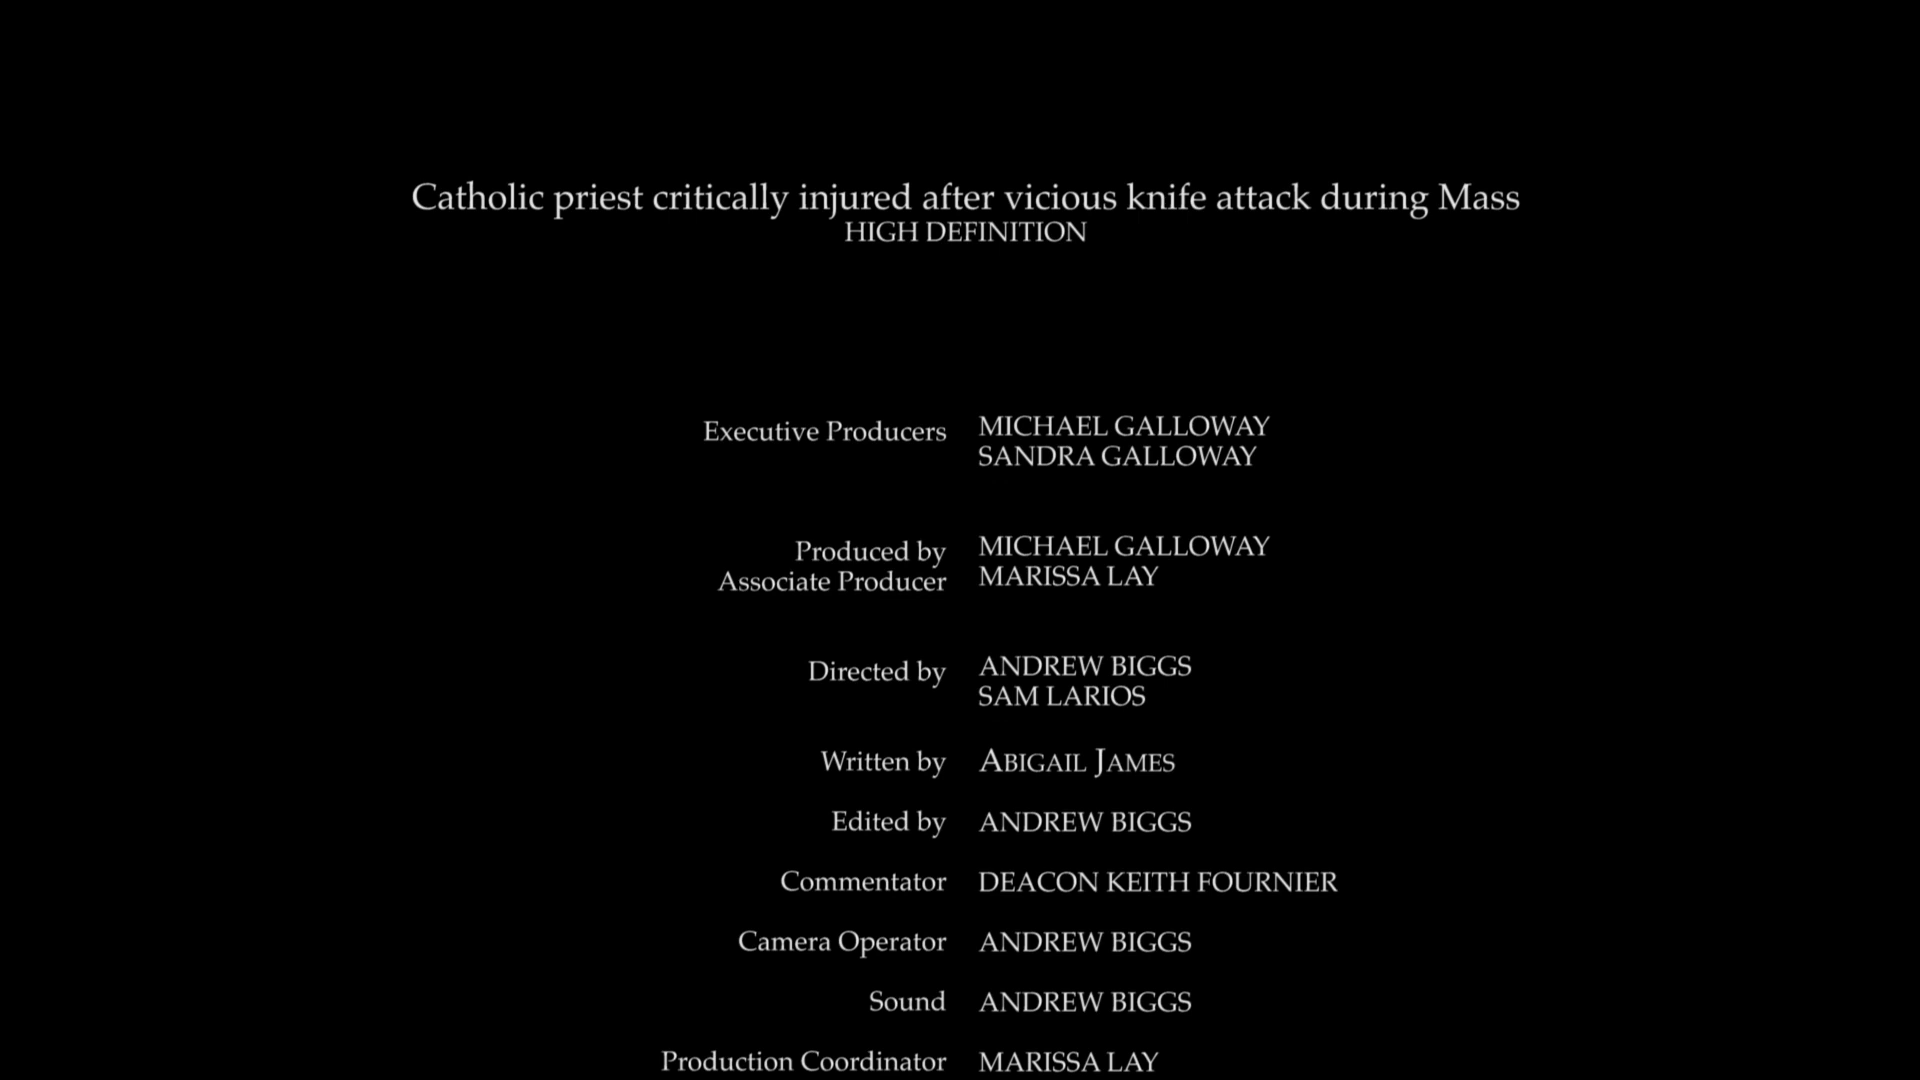 Catholic priest critically injured after vicious knife attack during Mass
HIGH DEFINITION
Executive Producers MICHAEL GALLOWAY
SANDRA GALLOWAY
Produced by MICHAEL GALLOWAY
Associate Producer MARISSA LAY
Directed by ANDREW BIGGS
SAM LARIOS
Written by ABIGAIL JAMES
Edited by ANDREW BIGGS
Commentator DEACON KEITH FOURNIER
Camera Operator ANDREW BIGGS
Sound ANDREW BIGGS
Production Coordinator MARISSA LAY